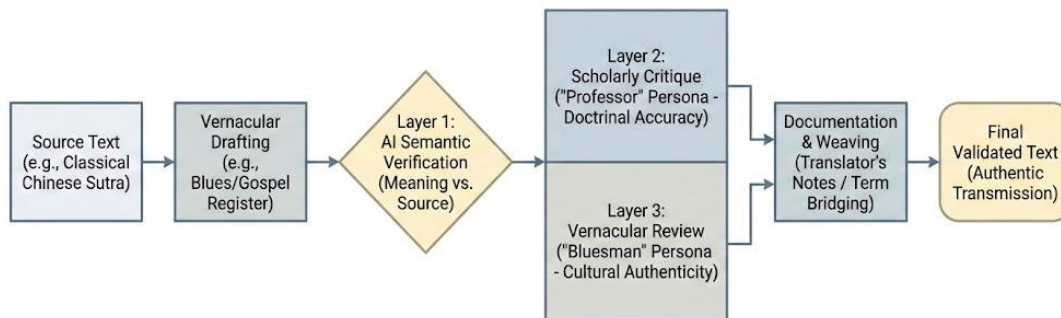 Source Text
(e.g., Classical
Chinese Sutra)
Vernacular
Drafting
(e.g.,
Blues/Gospel
Register)
Layer 1:
AI Semantic
Verification
(Meaning vs.
Source)
Layer 2:
Scholarly Critique
("Professor" Persona -
Doctrinal Accuracy)
Layer 3:
Vernacular Review
("Bluesman" Persona
- Cultural Authenticity)
Documentation
& Weaving
(Translator's
Notes / Term
Bridging)
Final
Validated Text
(Authentic
Transmission)